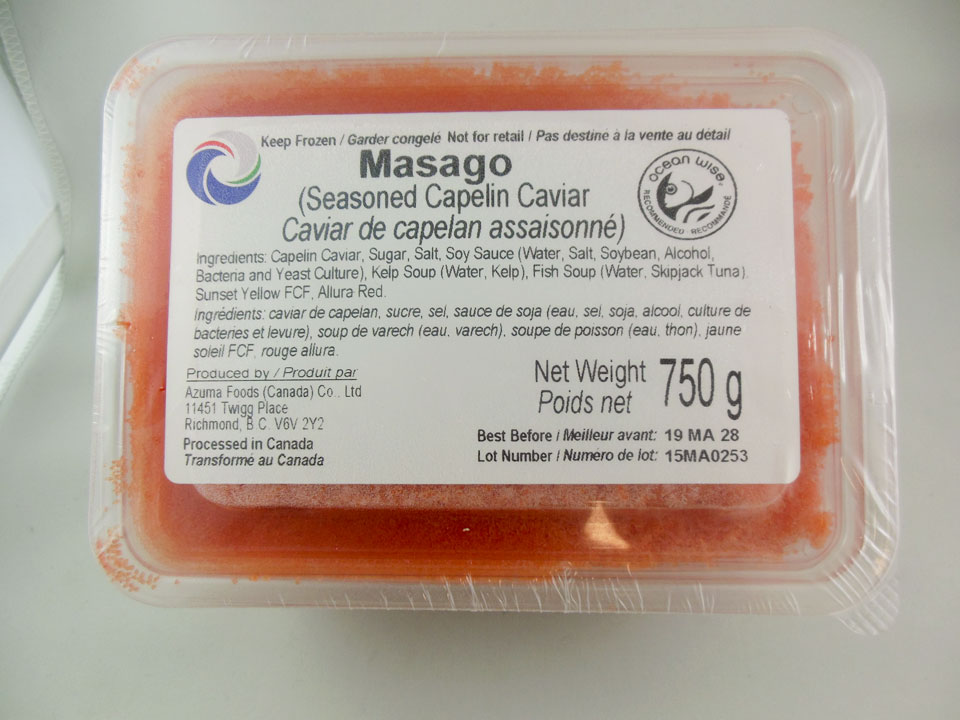 Keep Frozen / Garder congelé Not for retail / Pas destiné à la vente au détail
Masago
(Seasoned Capelin Caviar
Caviar de capelan assaisonné)
ocean wise
RECOMMENDED · RECOMMANDÉ
Ingredients: Capelin Caviar, Sugar, Salt, Soy Sauce (Water, Salt, Soybean, Alcohol,
Bacteria and Yeast Culture), Kelp Soup (Water, Kelp), Fish Soup (Water, Skipjack Tuna)
Sunset Yellow FCF, Allura Red.
Ingrédients: caviar de capelan, sucre, sel, sauce de soja (eau, sel, soja, alcool, culture de
bacteries et levure), soup de varech (eau, varech), soupe de poisson (eau, thon), jaune
soleil FCF, rouge allura.
Produced by / Produit par
Azuma Foods (Canada) Co., Ltd
11451 Twigg Place
Richmond, B.C. V6V 2Y2
Processed in Canada
Transformé au Canada
Net Weight 750 g
Poids net
Best Before / Meilleur avant: 19 MA 28
Lot Number / Numéro de lot: 15MA0253